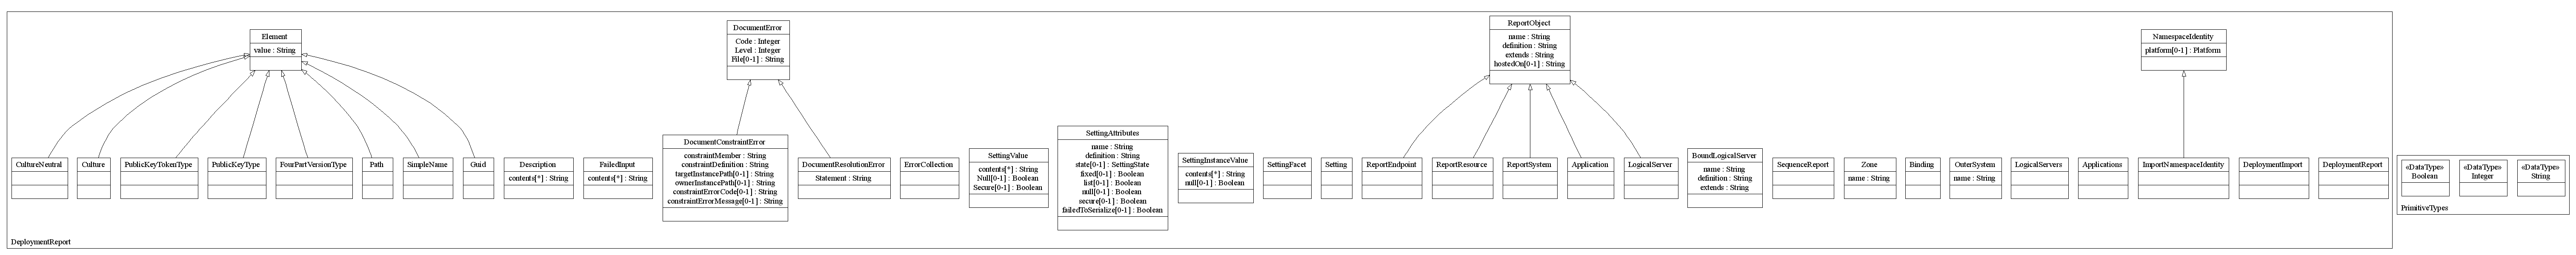 Element
value : String
DocumentError
Code : Integer
Level : Integer
File[0-1] : String
ReportObject
name : String
definition : String
extends : String
hostedOn[0-1] : String
NamespaceIdentity
platform[0-1] : Platform
CultureNeutral
Culture
PublicKeyTokenType
PublicKeyType
FourPartVersionType
Path
SimpleName
Guid
Description
contents[*] : String
FailedInput
contents[*] : String
DocumentConstraintError
constraintMember : String
constraintDefinition : String
targetInstancePath[0-1] : String
ownerInstancePath[0-1] : String
constraintErrorCode[0-1] : String
constraintErrorMessage[0-1] : String
DocumentResolutionError
Statement : String
ErrorCollection
SettingValue
contents[*] : String
Null[0-1] : Boolean
Secure[0-1] : Boolean
SettingAttributes
name : String
definition : String
state[0-1] : SettingState
fixed[0-1] : Boolean
list[0-1] : Boolean
null[0-1] : Boolean
secure[0-1] : Boolean
failedToSerialize[0-1] : Boolean
SettingInstanceValue
contents[*] : String
null[0-1] : Boolean
SettingFacet
Setting
ReportEndpoint
ReportResource
ReportSystem
Application
LogicalServer
BoundLogicalServer
name : String
definition : String
extends : String
SequenceReport
Zone
name : String
Binding
OuterSystem
name : String
LogicalServers
Applications
ImportNamespaceIdentity
DeploymentImport
DeploymentReport
«DataType»
Boolean
«DataType»
Integer
«DataType»
String
PrimitiveTypes
DeploymentReport